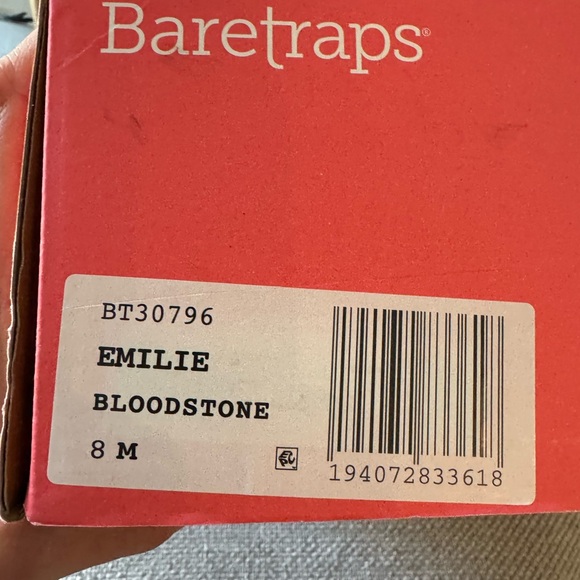 Baretraps®
BT30796
EMILIE
BLOODSTONE
8 M
194072833618